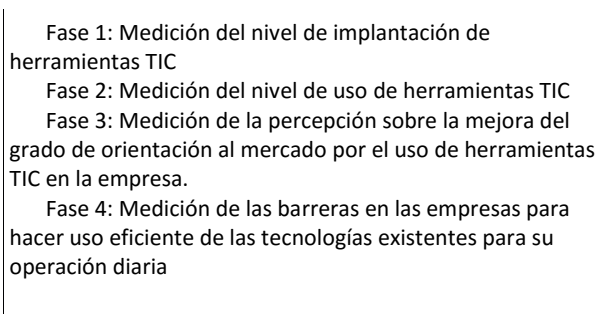 Fase 1: Medición del nivel de implantación de
herramientas TIC
Fase 2: Medición del nivel de uso de herramientas TIC
Fase 3: Medición de la percepción sobre la mejora del
grado de orientación al mercado por el uso de herramientas
TIC en la empresa.
Fase 4: Medición de las barreras en las empresas para
hacer uso eficiente de las tecnologías existentes para su
operación diaria